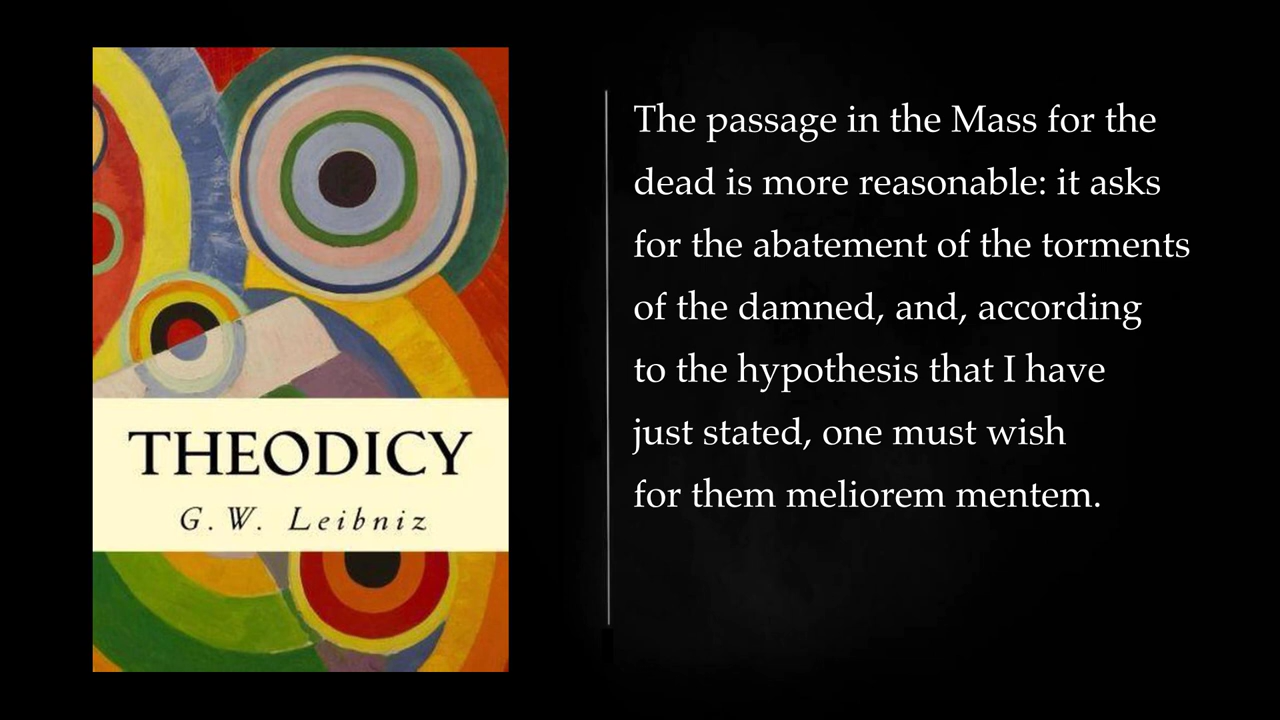 THEODICY
G.W. Leibniz
The passage in the Mass for the
dead is more reasonable: it asks
for the abatement of the torments
of the damned, and, according
to the hypothesis that I have
just stated, one must wish
for them meliorem mentem.